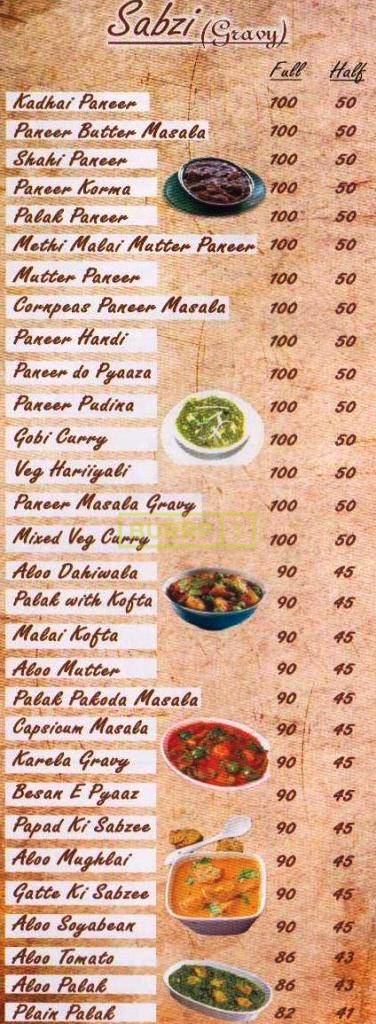 Sabzi (Gravy)
Full Half
Kadhai Paneer 100 50
Paneer Butter Masala 100 50
Shahi Paneer 100 50
Paneer Korma 100 50
Palak Paneer 100 50
Methi Malai Mutter Paneer 100 50
Mutter Paneer 100 50
Cornpeas Paneer Masala 100 50
Paneer Handi 100 50
Paneer do Pyaaza 100 50
Paneer Pudina 100 50
Gobi Curry 100 50
Veg Hariiyali 100 50
Paneer Masala Gravy 100 50
Mixed Veg Curry 100 50
Aloo Dahiwala 90 45
Palak with Kofta 90 45
Malai Kofta 90 45
Aloo Mutter 90 45
Palak Pakoda Masala 90 45
Capsicum Masala 90 45
Karela Gravy 90 45
Besan E Pyaaz 90 45
Papad Ki Sabzee 90 45
Aloo Mughlai 90 45
Gatte Ki Sabzee 90 45
Aloo Soyabean 90 45
Aloo Tomato 86 43
Aloo Palak 86 43
Plain Palak 82 41